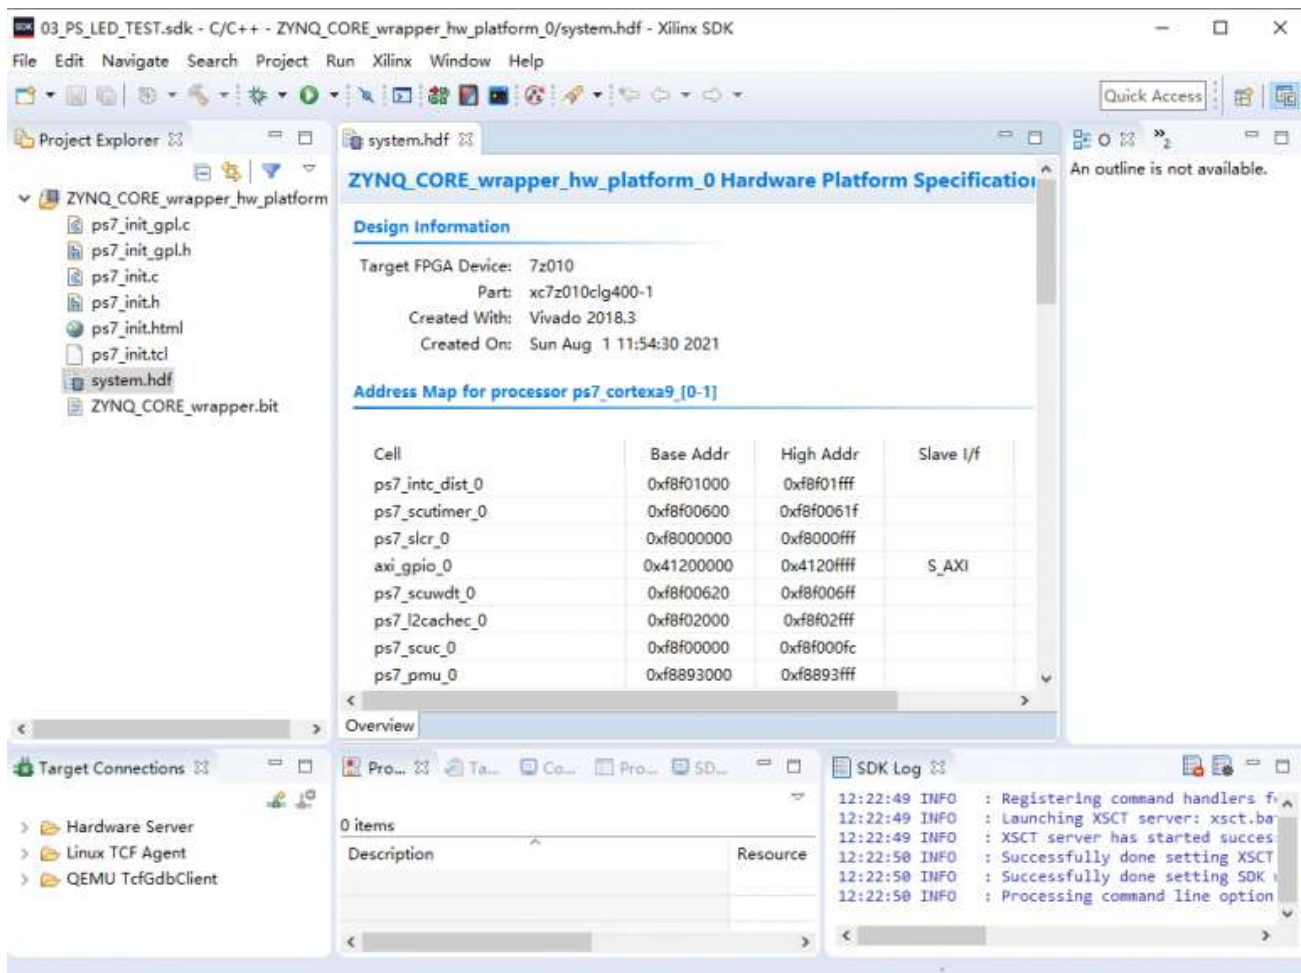 03_PS_LED_TEST.sdk - C/C++ - ZYNQ_CORE_wrapper_hw_platform_0/system.hdf - Xilinx SDK
File Edit Navigate Search Project Run Xilinx Window Help
Quick Access
Project Explorer
ZYNQ_CORE_wrapper_hw_platform
ps7_init_gpl.c
ps7_init_gpl.h
ps7_init.c
ps7_init.h
ps7_init.html
ps7_init.tcl
system.hdf
ZYNQ_CORE_wrapper.bit
system.hdf
ZYNQ_CORE_wrapper_hw_platform_0 Hardware Platform Specification
Design Information
Target FPGA Device: 7z010
Part: xc7z010clg400-1
Created With: Vivado 2018.3
Created On: Sun Aug 1 11:54:30 2021
Address Map for processor ps7_cortexa9_[0-1]
Cell Base Addr High Addr Slave I/f
ps7_intc_dist_0 0xf8f01000 0xf8f01fff
ps7_scutimer_0 0xf8f00600 0xf8f0061f
ps7_slcr_0 0xf8000000 0xf8000fff
axi_gpio_0 0x41200000 0x4120ffff S_AXI
ps7_scuwdt_0 0xf8f00620 0xf8f006ff
ps7_l2cachec_0 0xf8f02000 0xf8f02fff
ps7_scuc_0 0xf8f00000 0xf8f000fc
ps7_pmu_0 0xf8893000 0xf8893fff
Overview
O »2
An outline is not available.
Target Connections
Hardware Server
Linux TCF Agent
QEMU TcfGdbClient
Pro... Ta... Co... Pro... SD...
0 items
Description Resource
SDK Log
12:22:49 INFO : Registering command handlers f
12:22:49 INFO : Launching XSCT server: xsct.ba
12:22:49 INFO : XSCT server has started succes
12:22:50 INFO : Successfully done setting XSCT
12:22:50 INFO : Successfully done setting SDK
12:22:50 INFO : Processing command line option